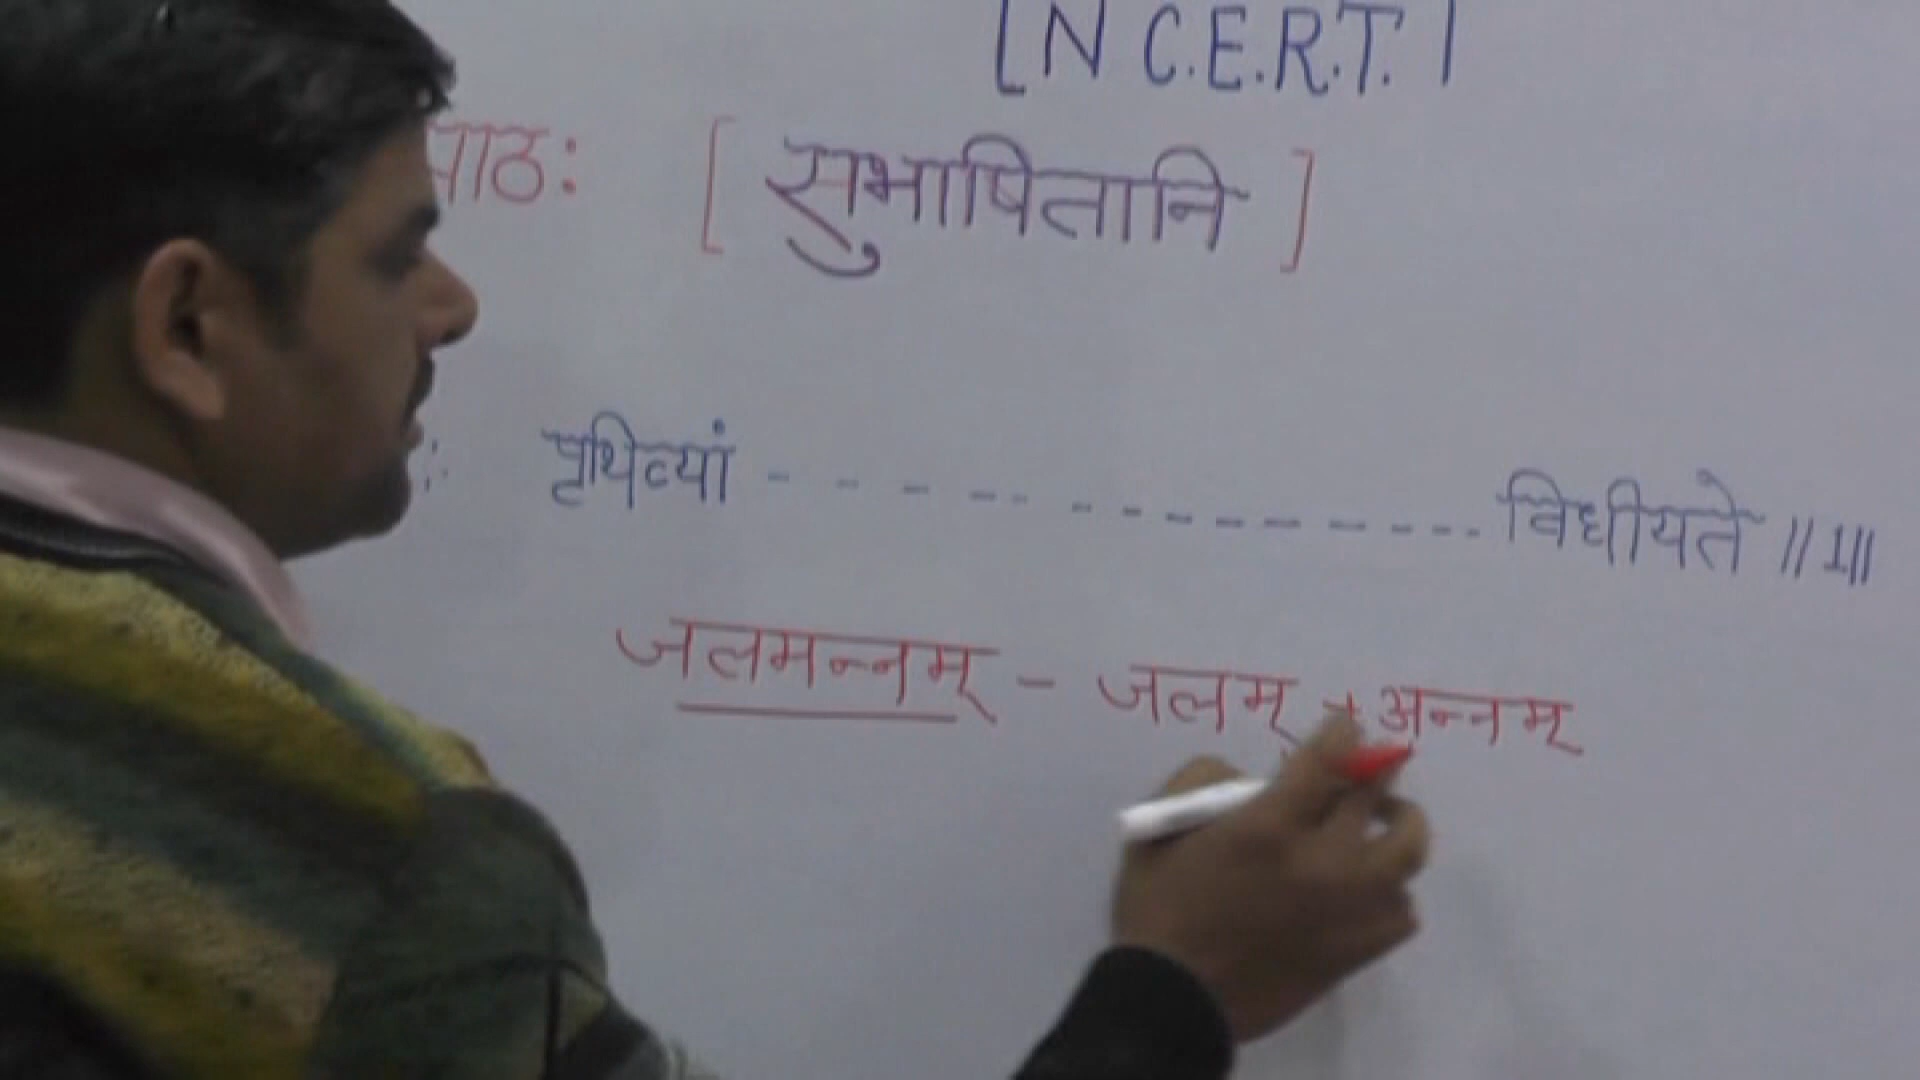 [N C.E.R.T.]
पाठः [सुभाषितानि]
पृथिव्यां - - - - - - - - - - - विधीयते ॥1॥
जलमन्नम् - जलम् + अन्नम्